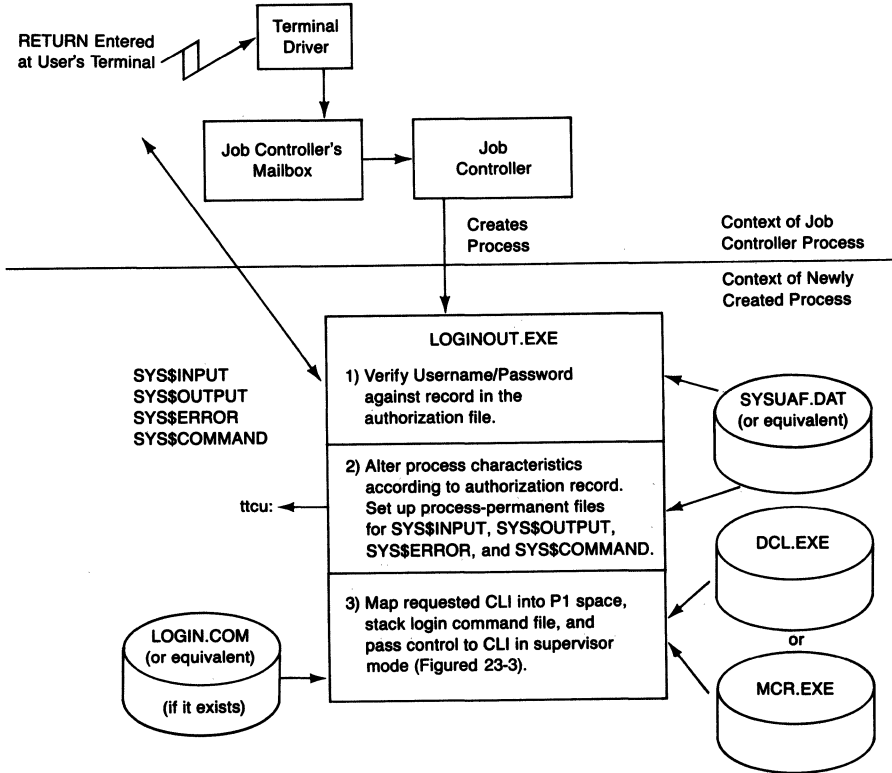 RETURN Entered
at User's Terminal
Terminal
Driver
Job Controller's
Mailbox
Job
Controller
Creates
Process
Context of Job
Controller Process
Context of Newly
Created Process
SYS$INPUT
SYS$OUTPUT
SYS$ERROR
SYS$COMMAND
LOGINOUT.EXE
1) Verify Username/Password
against record in the
authorization file.
SYSUAF.DAT
(or equivalent)
ttcu:
2) Alter process characteristics
according to authorization record.
Set up process-permanent files
for SYS$INPUT, SYS$OUTPUT,
SYS$ERROR, and SYS$COMMAND.
DCL.EXE
or
MCR.EXE
3) Map requested CLI into P1 space,
stack login command file, and
pass control to CLI in supervisor
mode (Figured 23-3).
LOGIN.COM
(or equivalent)
(if it exists)